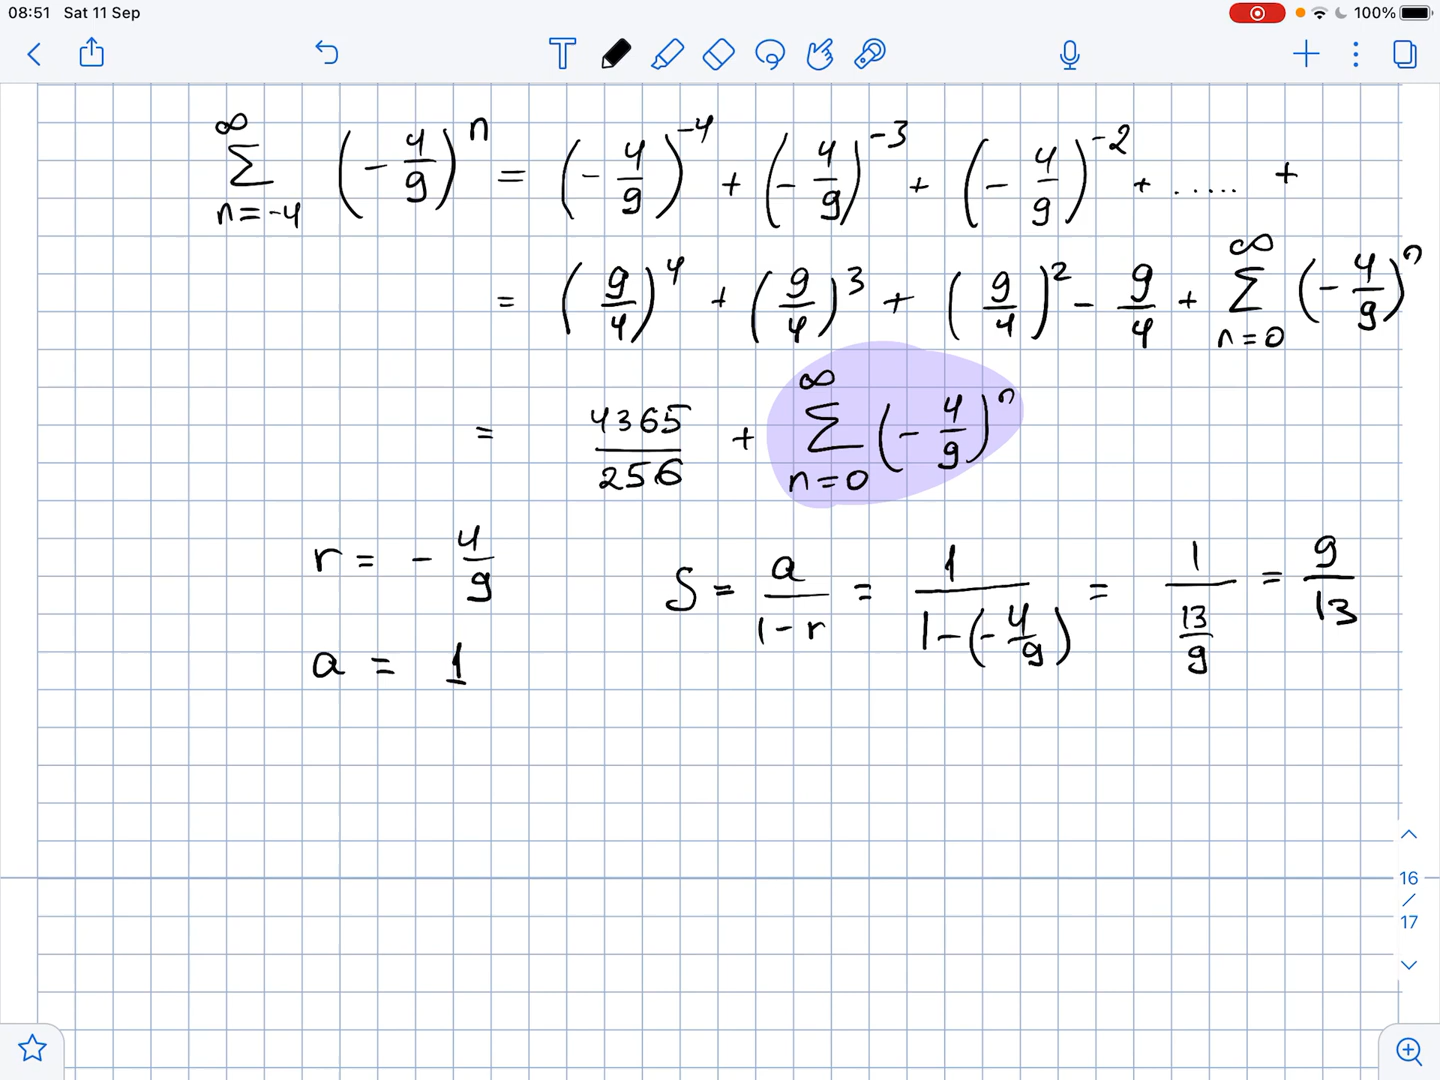 08:51 Sat 11 Sep 100%
∞ Σ n=-4 (-4/9)^n = (-4/9)^-4 + (-4/9)^-3 + (-4/9)^-2 + ..... +
= (9/4)^4 + (9/4)^3 + (9/4)^2 - 9/4 + ∞ Σ n=0 (-4/9)^n
= 4365/256 + ∞ Σ n=0 (-4/9)^n
r = -4/9 S = a/(1-r) = 1/(1-(-4/9)) = 1/(13/9) = 9/13
a = 1
16
/
17